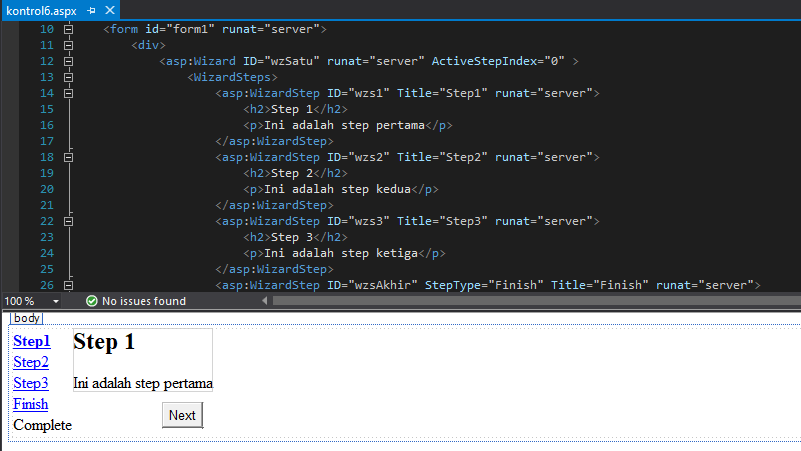 kontrol6.aspx
10 <form id="form1" runat="server">
11 <div>
12 <asp:Wizard ID="wzSatu" runat="server" ActiveStepIndex="0" >
13 <WizardSteps>
14 <asp:WizardStep ID="wzs1" Title="Step1" runat="server">
15 <h2>Step 1</h2>
16 <p>Ini adalah step pertama</p>
17 </asp:WizardStep>
18 <asp:WizardStep ID="wzs2" Title="Step2" runat="server">
19 <h2>Step 2</h2>
20 <p>Ini adalah step kedua</p>
21 </asp:WizardStep>
22 <asp:WizardStep ID="wzs3" Title="Step3" runat="server">
23 <h2>Step 3</h2>
24 <p>Ini adalah step ketiga</p>
25 </asp:WizardStep>
26 <asp:WizardStep ID="wzsAkhir" StepType="Finish" Title="Finish" runat="server">
100 % No issues found
body
Step1
Step2
Step3
Finish
Complete
Step 1
Ini adalah step pertama
Next